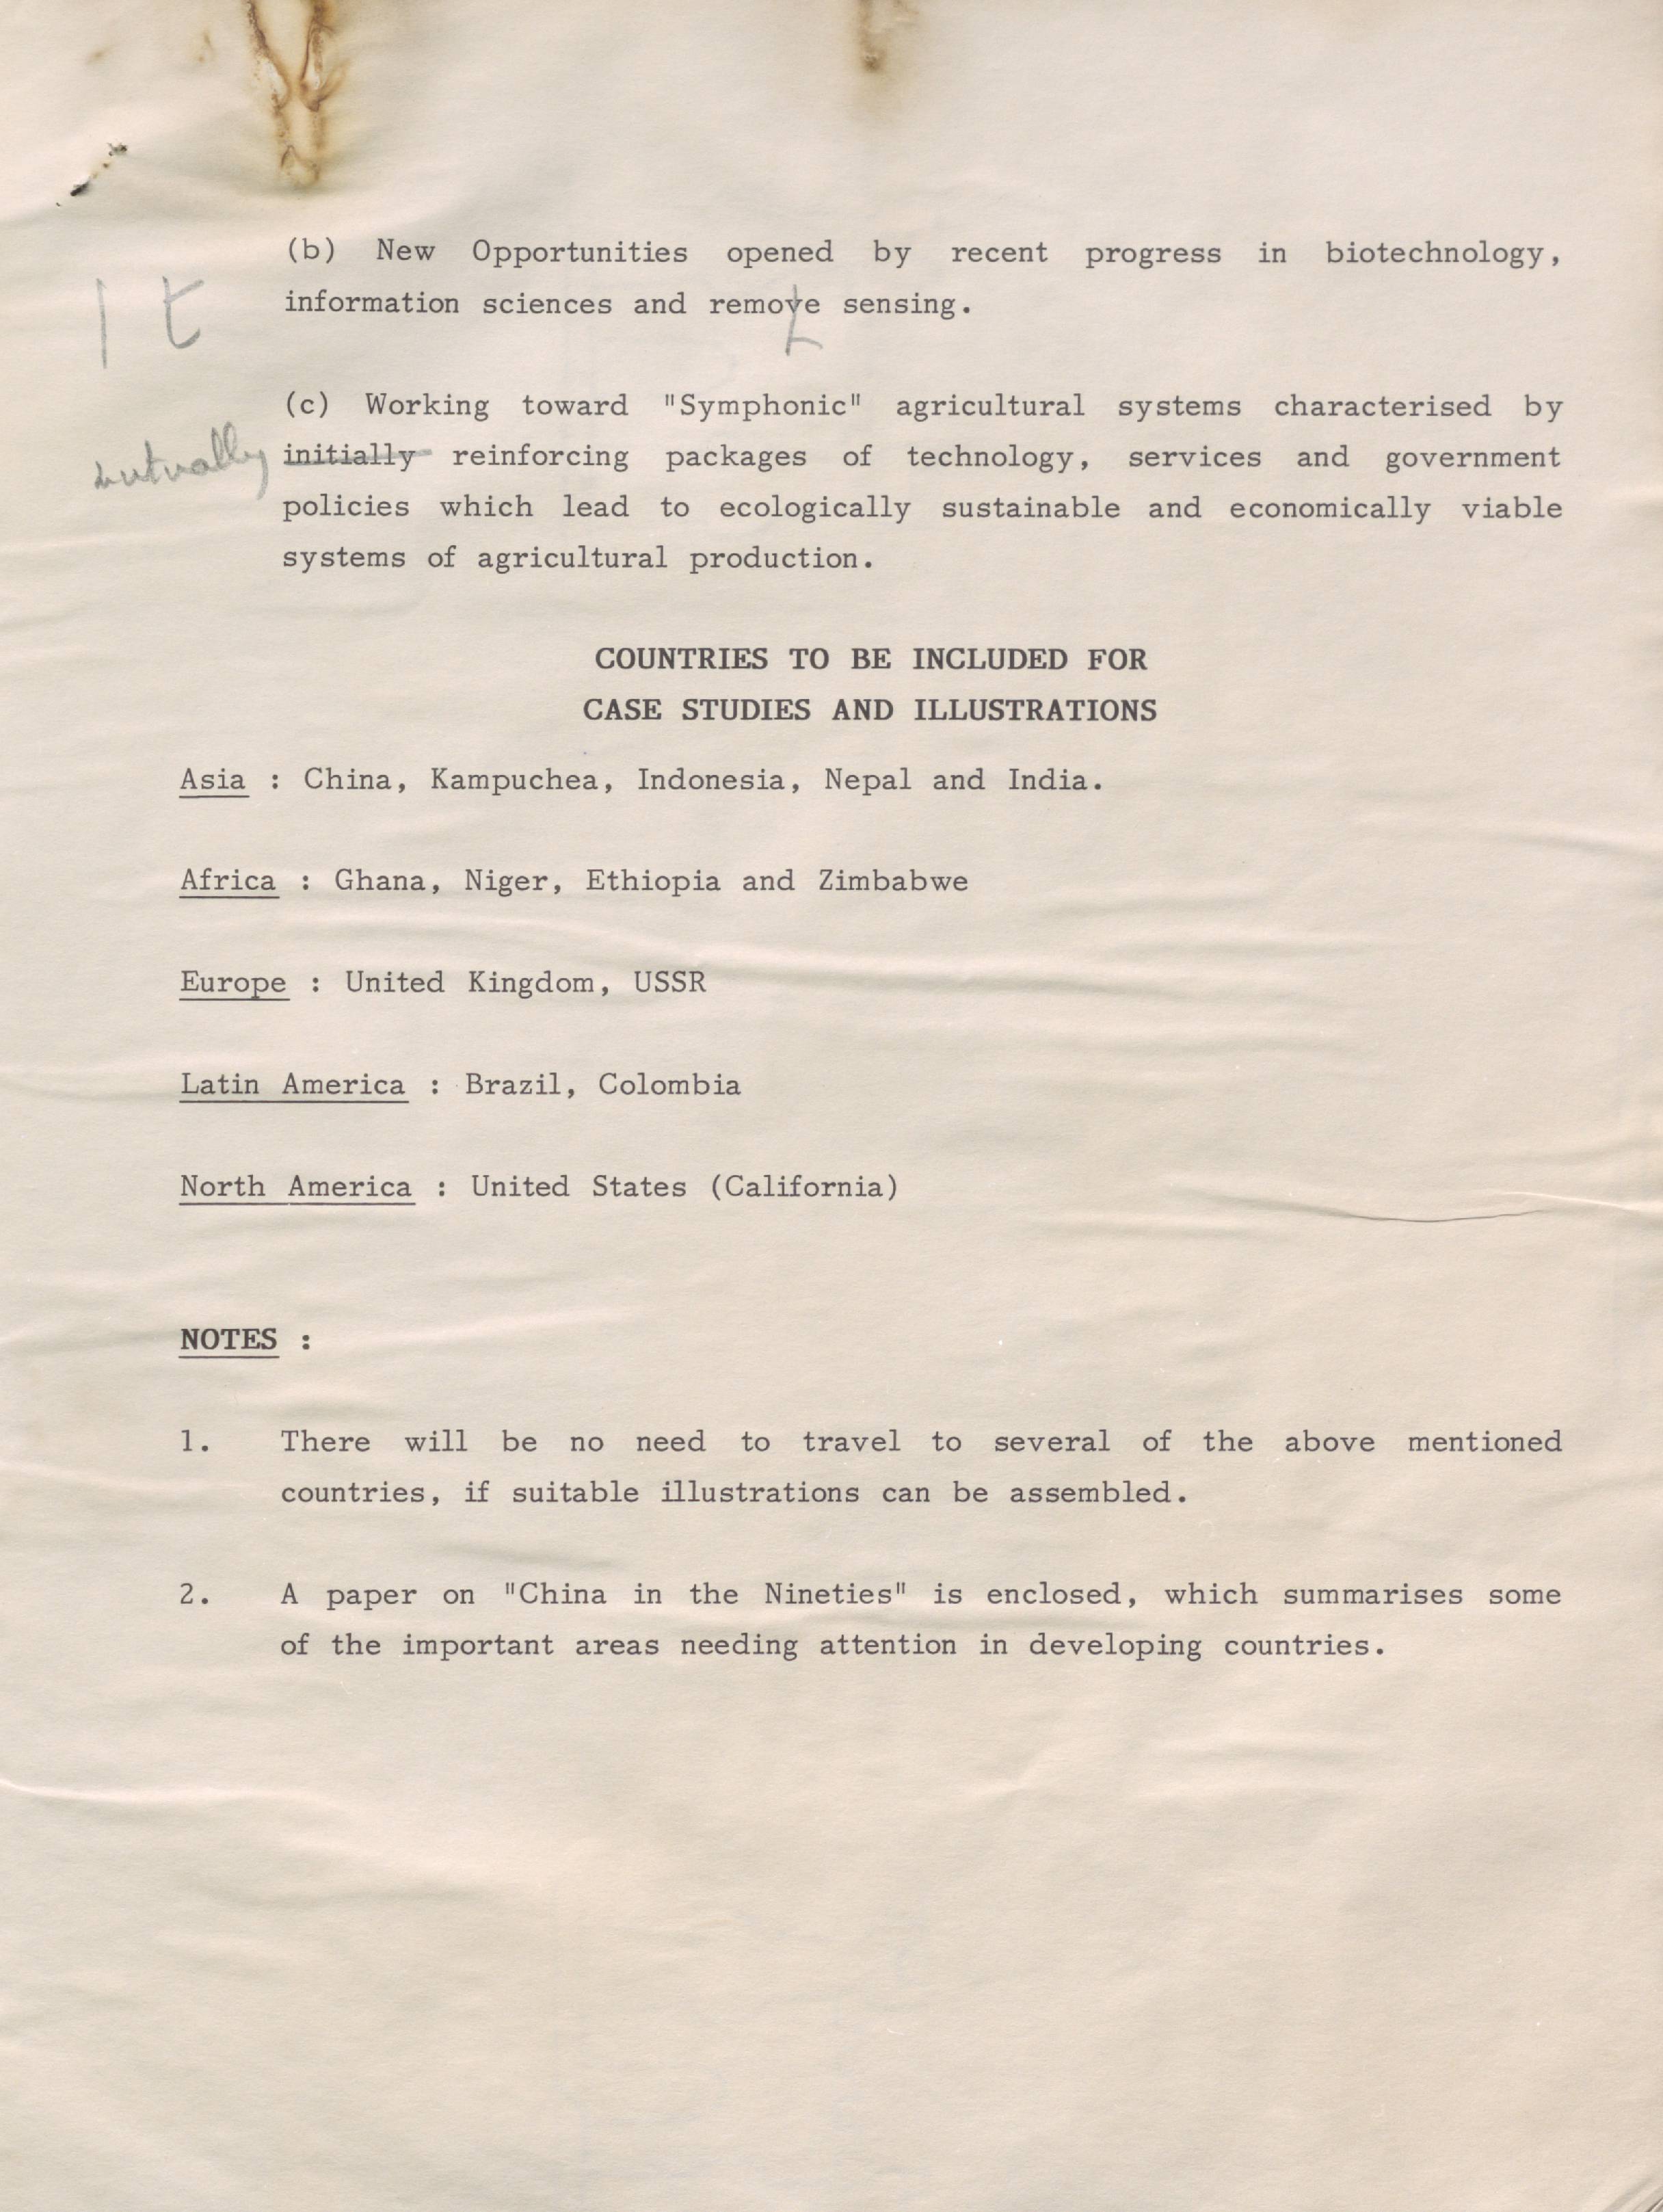 (b) New Opportunities opened by recent progress in biotechnology,
| t information sciences and remove sensing.
(c) Working toward "Symphonic" agricultural systems characterised by
mutually initially reinforcing packages of technology, services and government
policies which lead to ecologically sustainable and economically viable
systems of agricultural production.
COUNTRIES TO BE INCLUDED FOR
CASE STUDIES AND ILLUSTRATIONS
Asia : China, Kampuchea, Indonesia, Nepal and India.
Africa : Ghana, Niger, Ethiopia and Zimbabwe
Europe : United Kingdom, USSR
Latin America : Brazil, Colombia
North America : United States (California)
NOTES :
1. There will be no need to travel to several of the above mentioned
countries, if suitable illustrations can be assembled.
2. A paper on "China in the Nineties" is enclosed, which summarises some
of the important areas needing attention in developing countries.